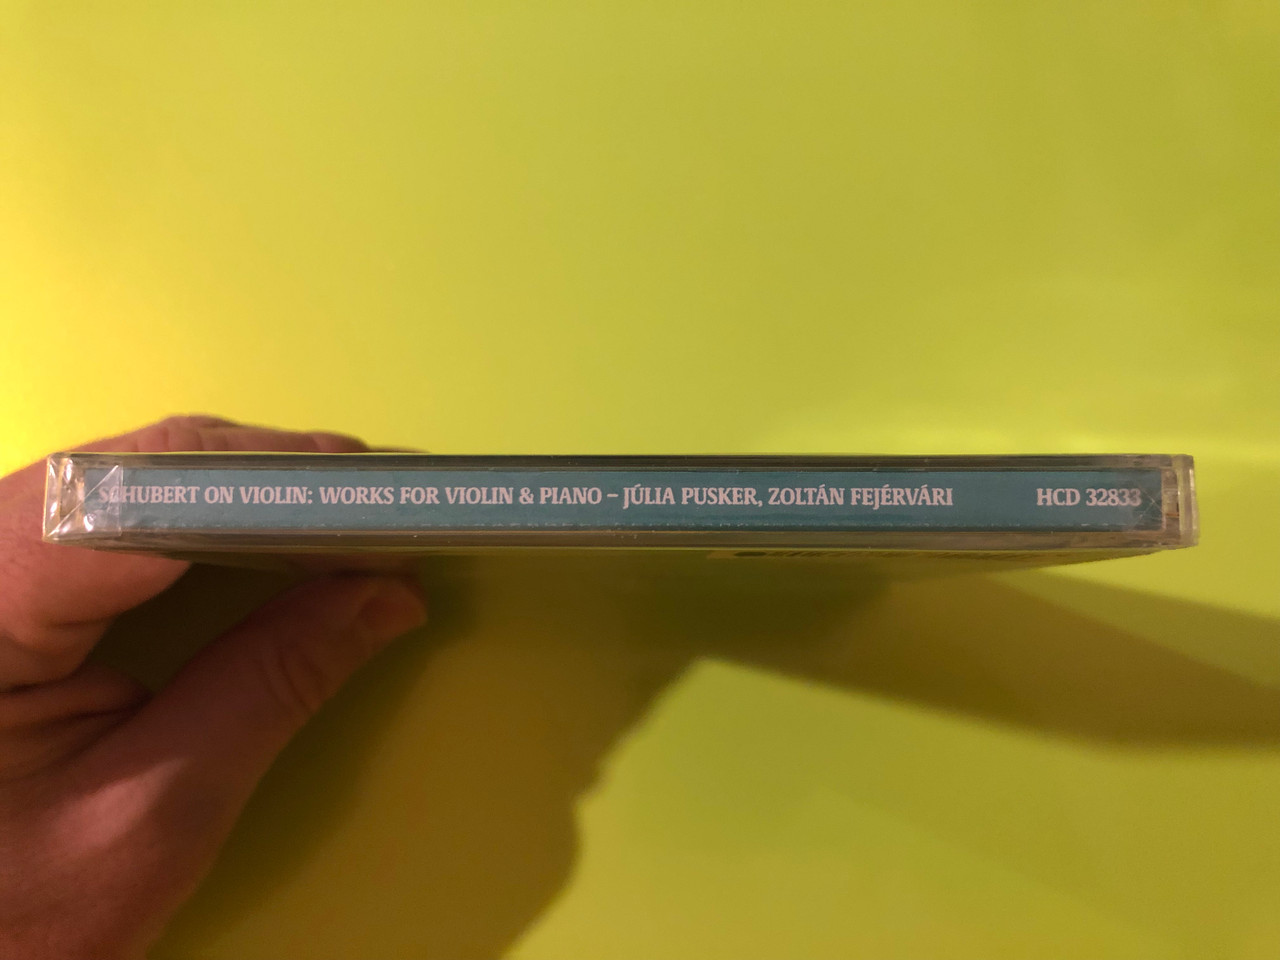 SCHUBERT ON VIOLIN: WORKS FOR VIOLIN & PIANO – JÚLIA PUSKER, ZOLTÁN FEJÉRVÁRI HCD 32833